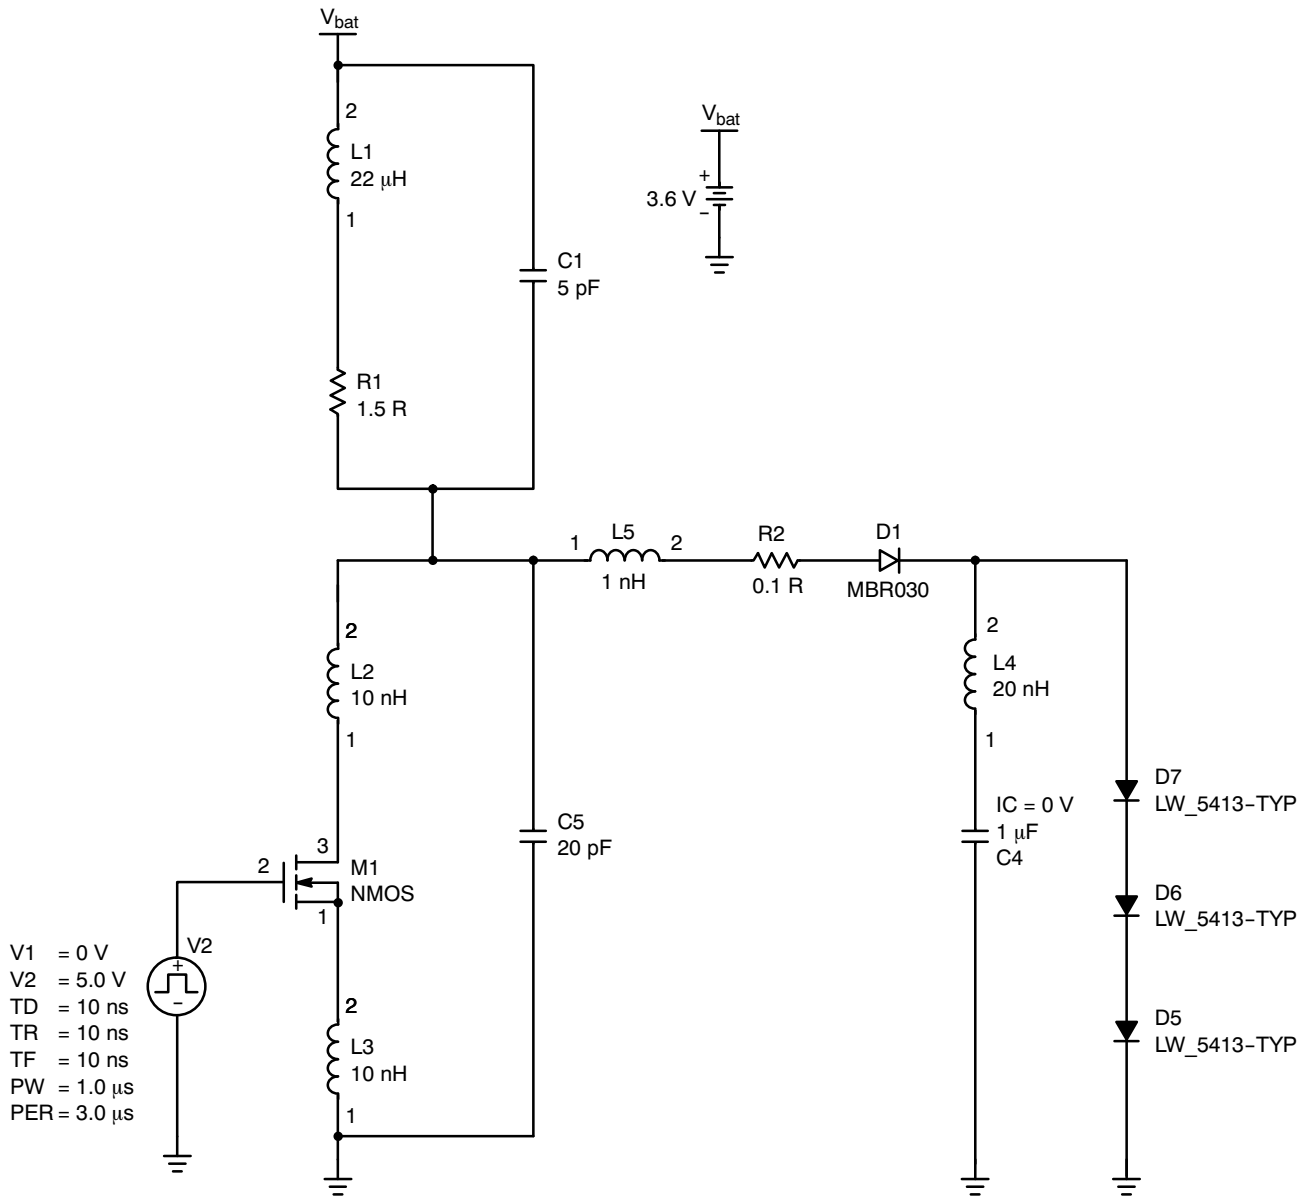 Vbat
2
L1
22 μH
1
Vbat
+
3.6 V
−
C1
5 pF
R1
1.5 R
1
L5
2
1 nH
R2
0.1 R
D1
MBR030
2
L2
10 nH
1
2
L4
20 nH
1
D7
LW_5413−TYP
IC = 0 V
1 μF
C4
C5
20 pF
3
2
M1
NMOS
1
D6
LW_5413−TYP
V2
+
−
V1 = 0 V
V2 = 5.0 V
TD = 10 ns
TR = 10 ns
TF = 10 ns
PW = 1.0 μs
PER = 3.0 μs
2
L3
10 nH
1
D5
LW_5413−TYP